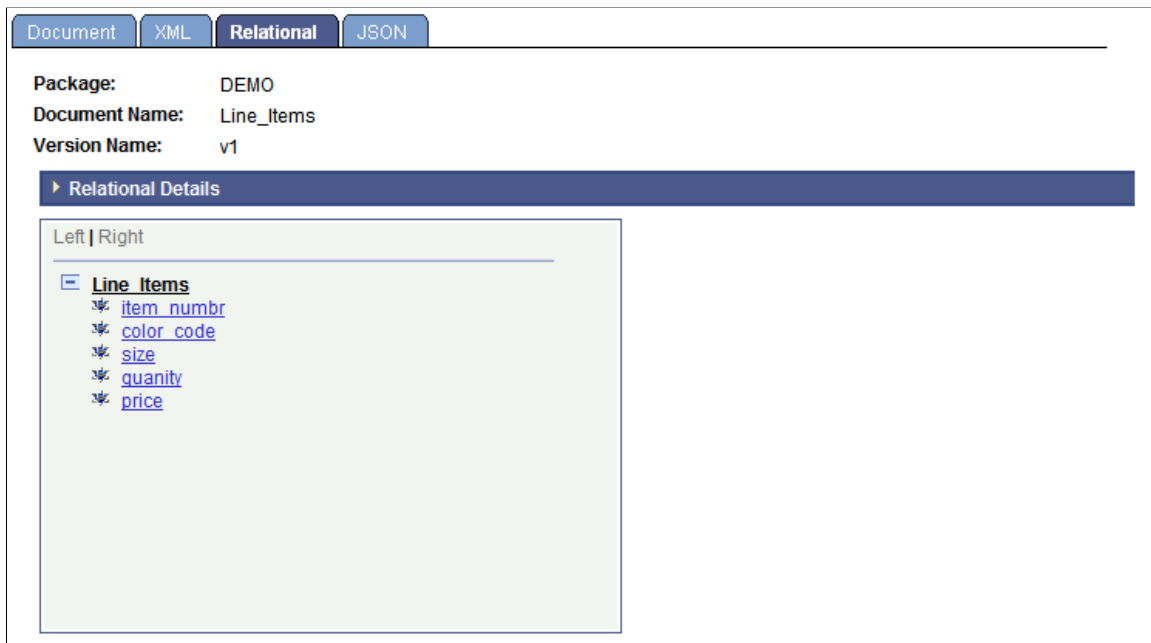 Document XML Relational JSON
Package: DEMO
Document Name: Line_Items
Version Name: v1
Relational Details
Left | Right
Line_Items
item_numbr
color_code
size
quanity
price